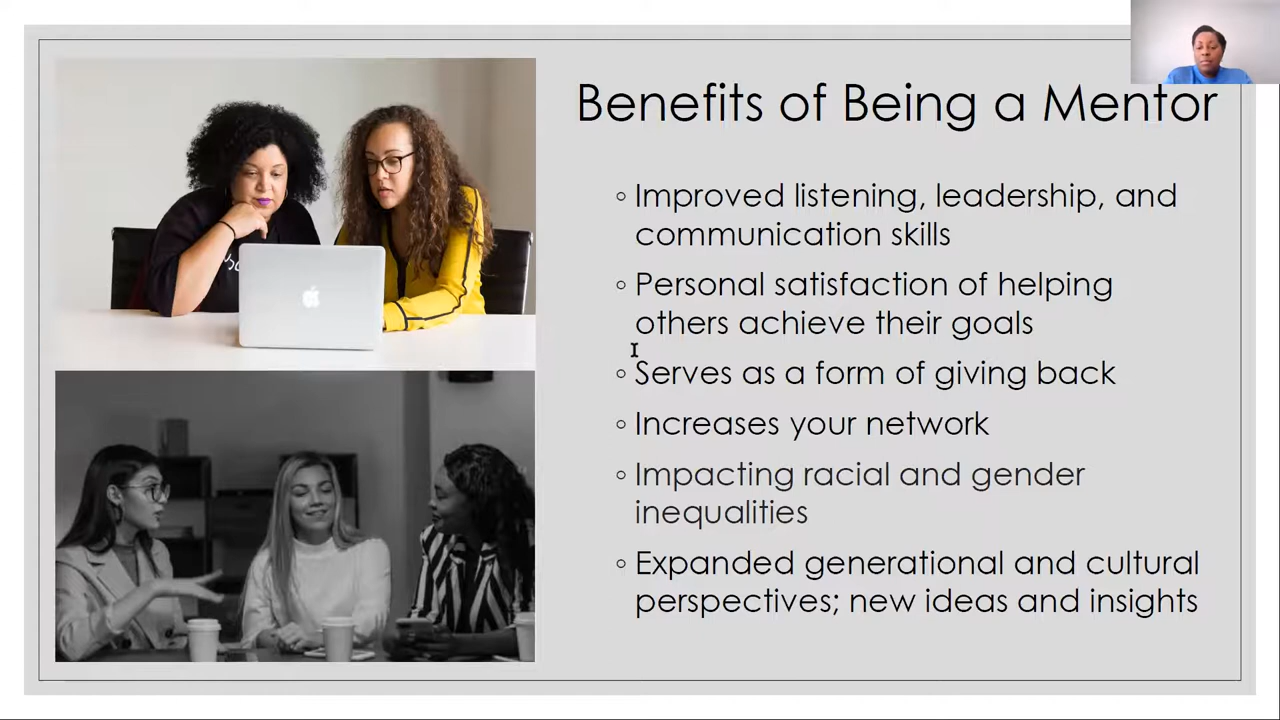 Benefits of Being a Mentor
◦ Improved listening, leadership, and
communication skills
◦ Personal satisfaction of helping
others achieve their goals
◦ Serves as a form of giving back
◦ Increases your network
◦ Impacting racial and gender
inequalities
◦ Expanded generational and cultural
perspectives; new ideas and insights